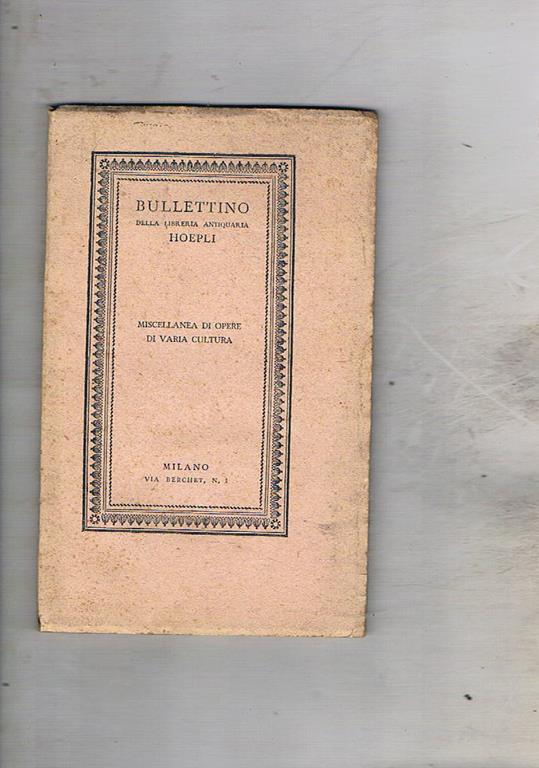 BULLETTINO
DELLA LIBRERIA ANTIQUARIA
HOEPLI
MISCELLANEA DI OPERE
DI VARIA CULTURA
MILANO
VIA BERCHET, N. 1